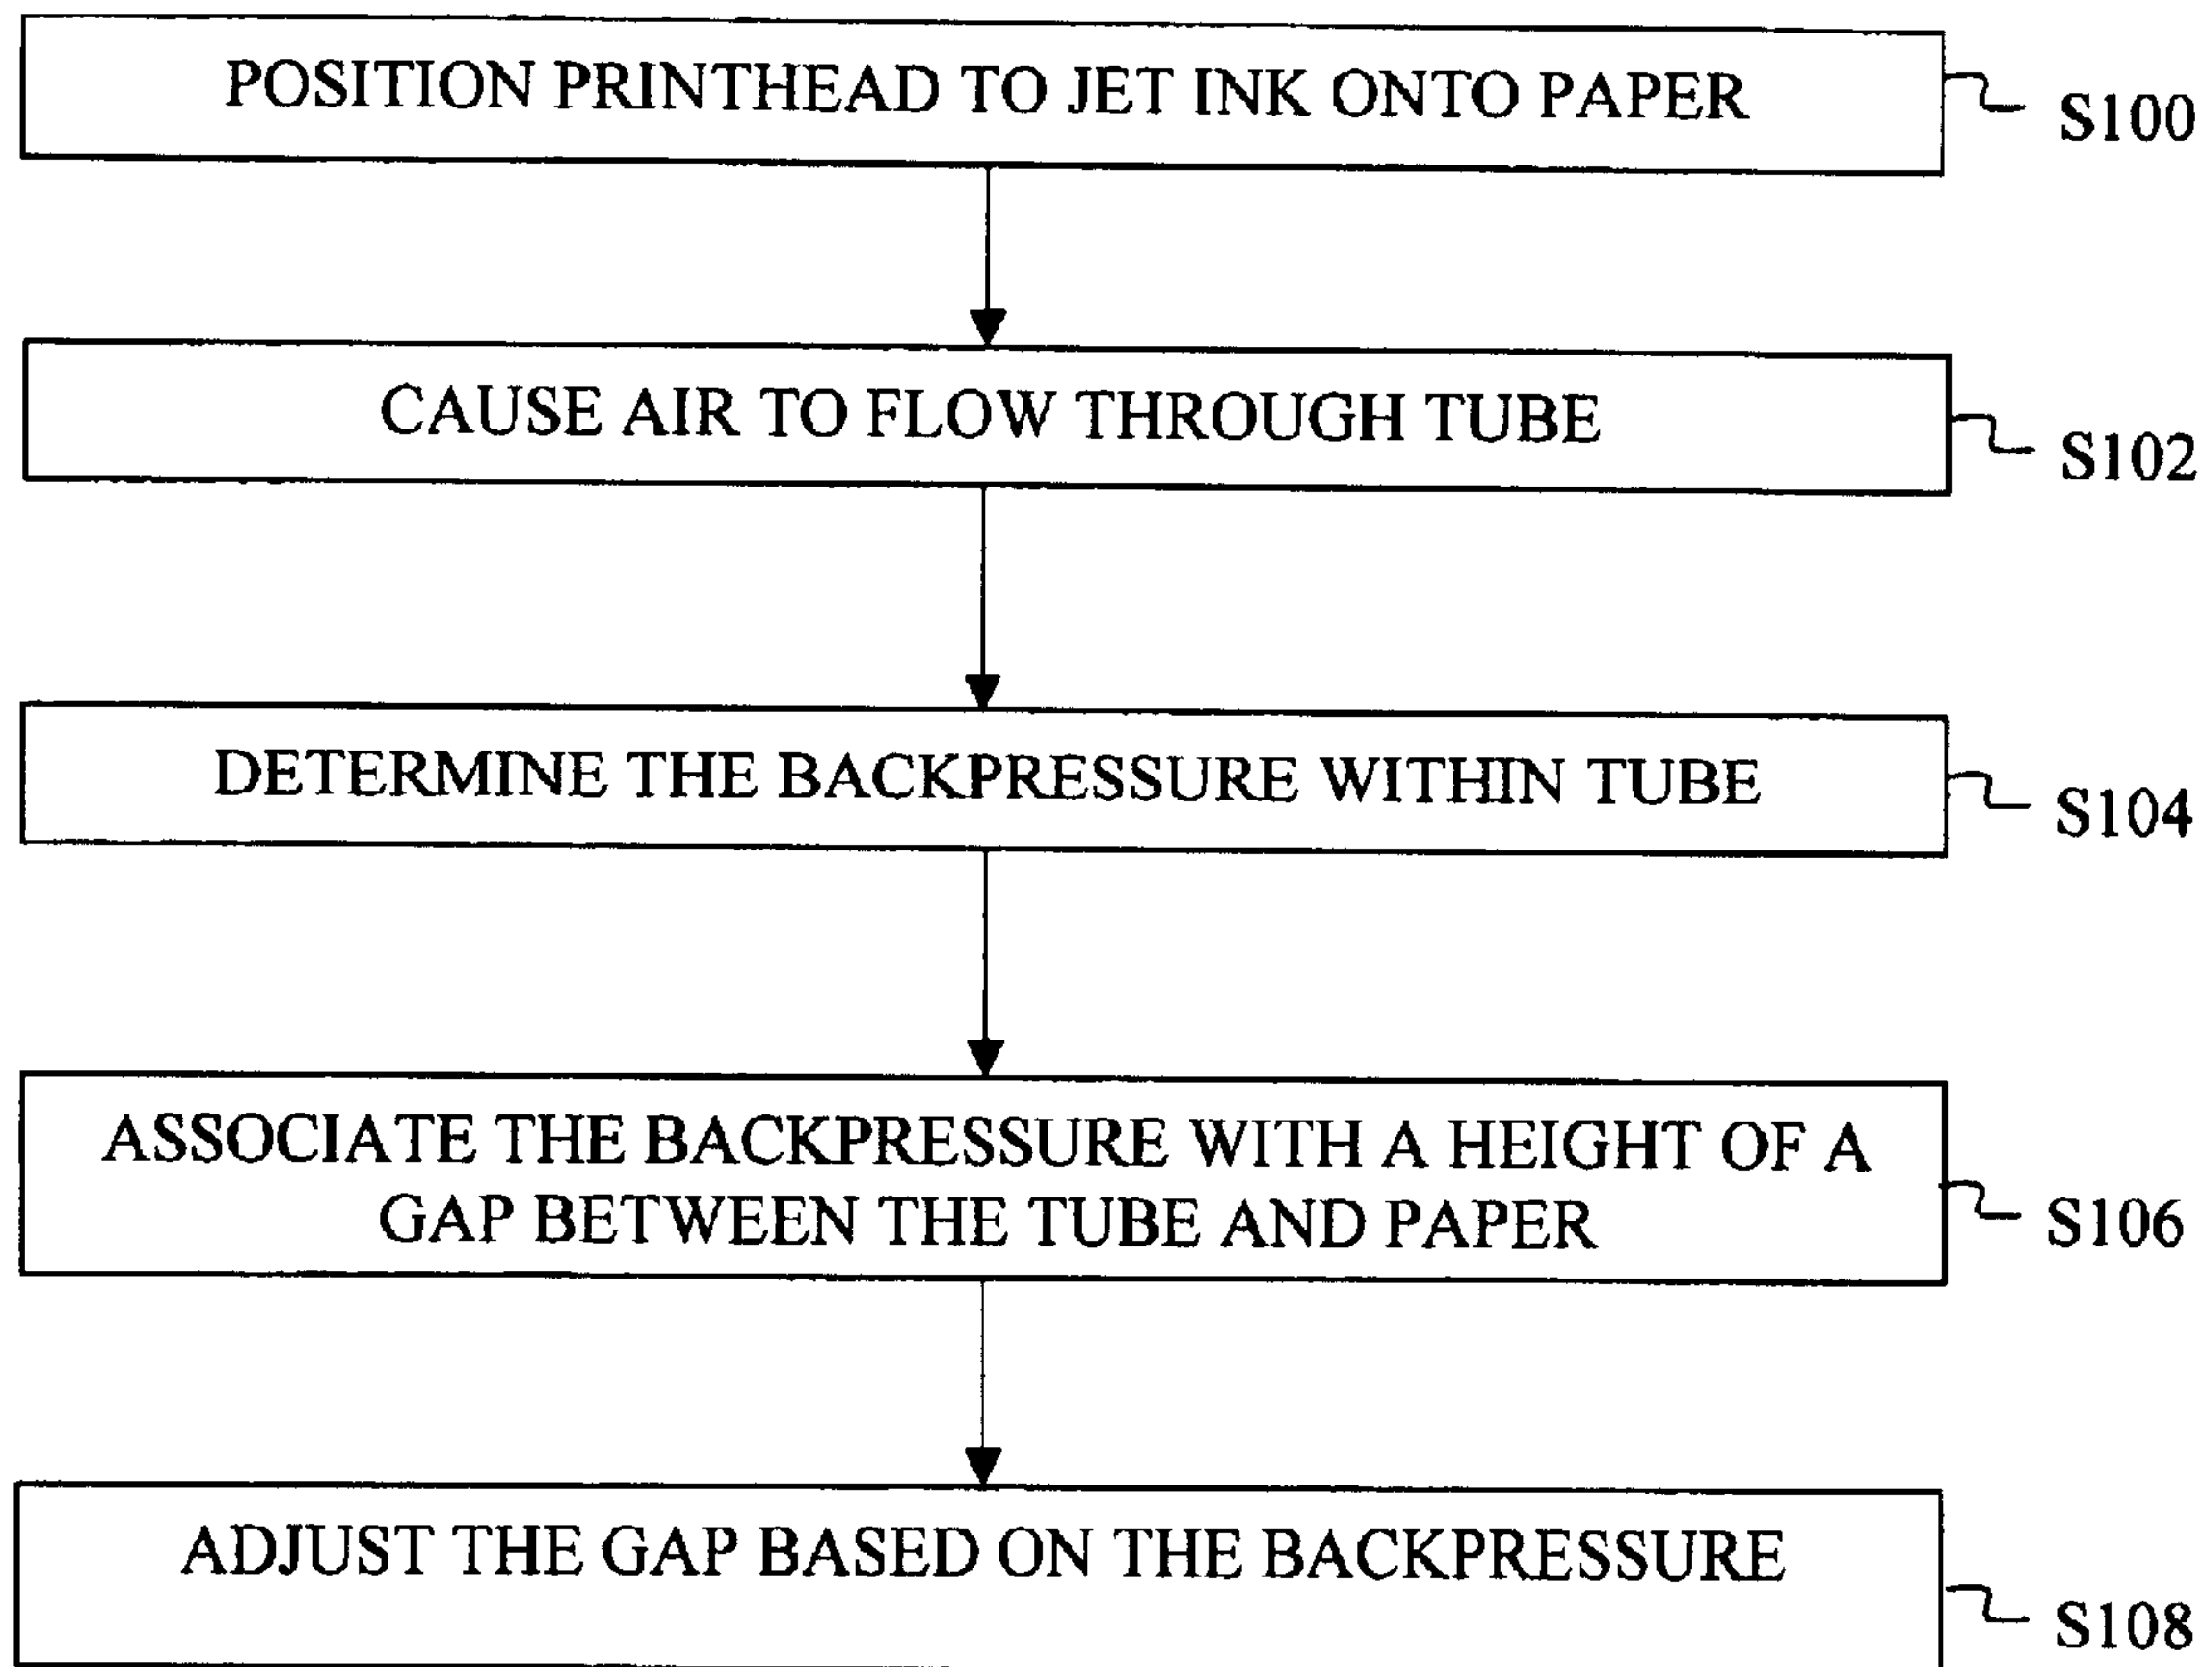 POSITION PRINTHEAD TO JET INK ONTO PAPER
S100
CAUSE AIR TO FLOW THROUGH TUBE
S102
DETERMINE THE BACKPRESSURE WITHIN TUBE
S104
ASSOCIATE THE BACKPRESSURE WITH A HEIGHT OF A
GAP BETWEEN THE TUBE AND PAPER
S106
ADJUST THE GAP BASED ON THE BACKPRESSURE
S108